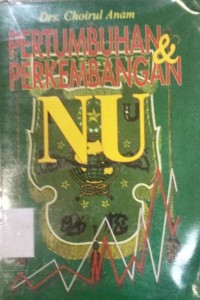 Drs. Choirul Anam
PERTUMBUHAN &
PERKEMBANGAN
NU